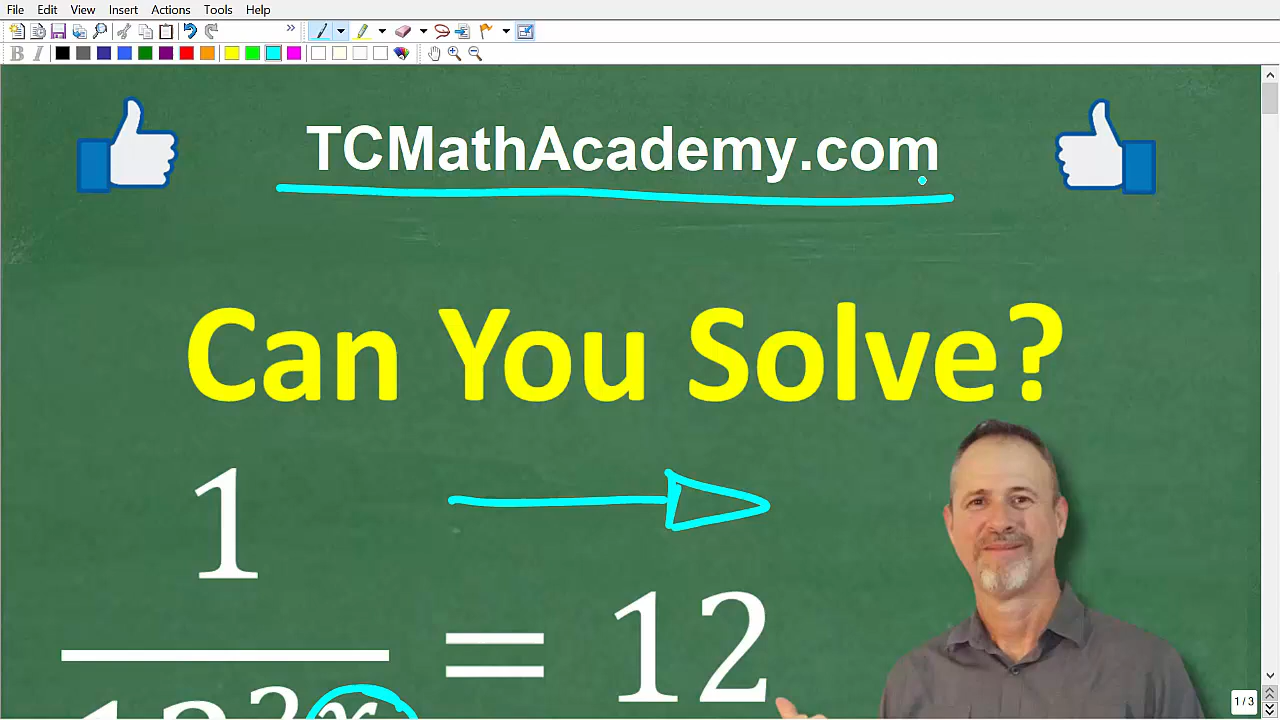 File Edit View Insert Actions Tools Help
B I
TCMathAcademy.com
Can You Solve?
1
= 12
1/3